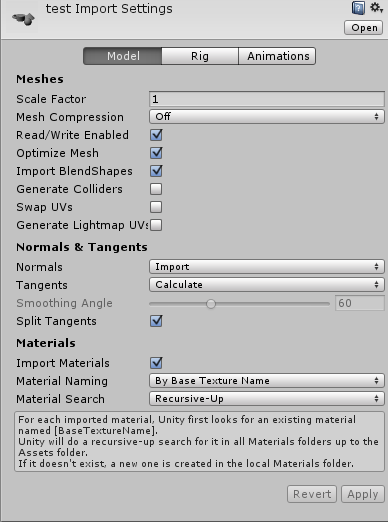 test Import Settings
Open
Model Rig Animations
Meshes
Scale Factor 1
Mesh Compression Off
Read/Write Enabled
Optimize Mesh
Import BlendShapes
Generate Colliders
Swap UVs
Generate Lightmap UVs
Normals & Tangents
Normals Import
Tangents Calculate
Smoothing Angle 60
Split Tangents
Materials
Import Materials
Material Naming By Base Texture Name
Material Search Recursive-Up
For each imported material, Unity first looks for an existing material
named [BaseTextureName].
Unity will do a recursive-up search for it in all Materials folders up to the
Assets folder.
If it doesn't exist, a new one is created in the local Materials folder.
Revert Apply